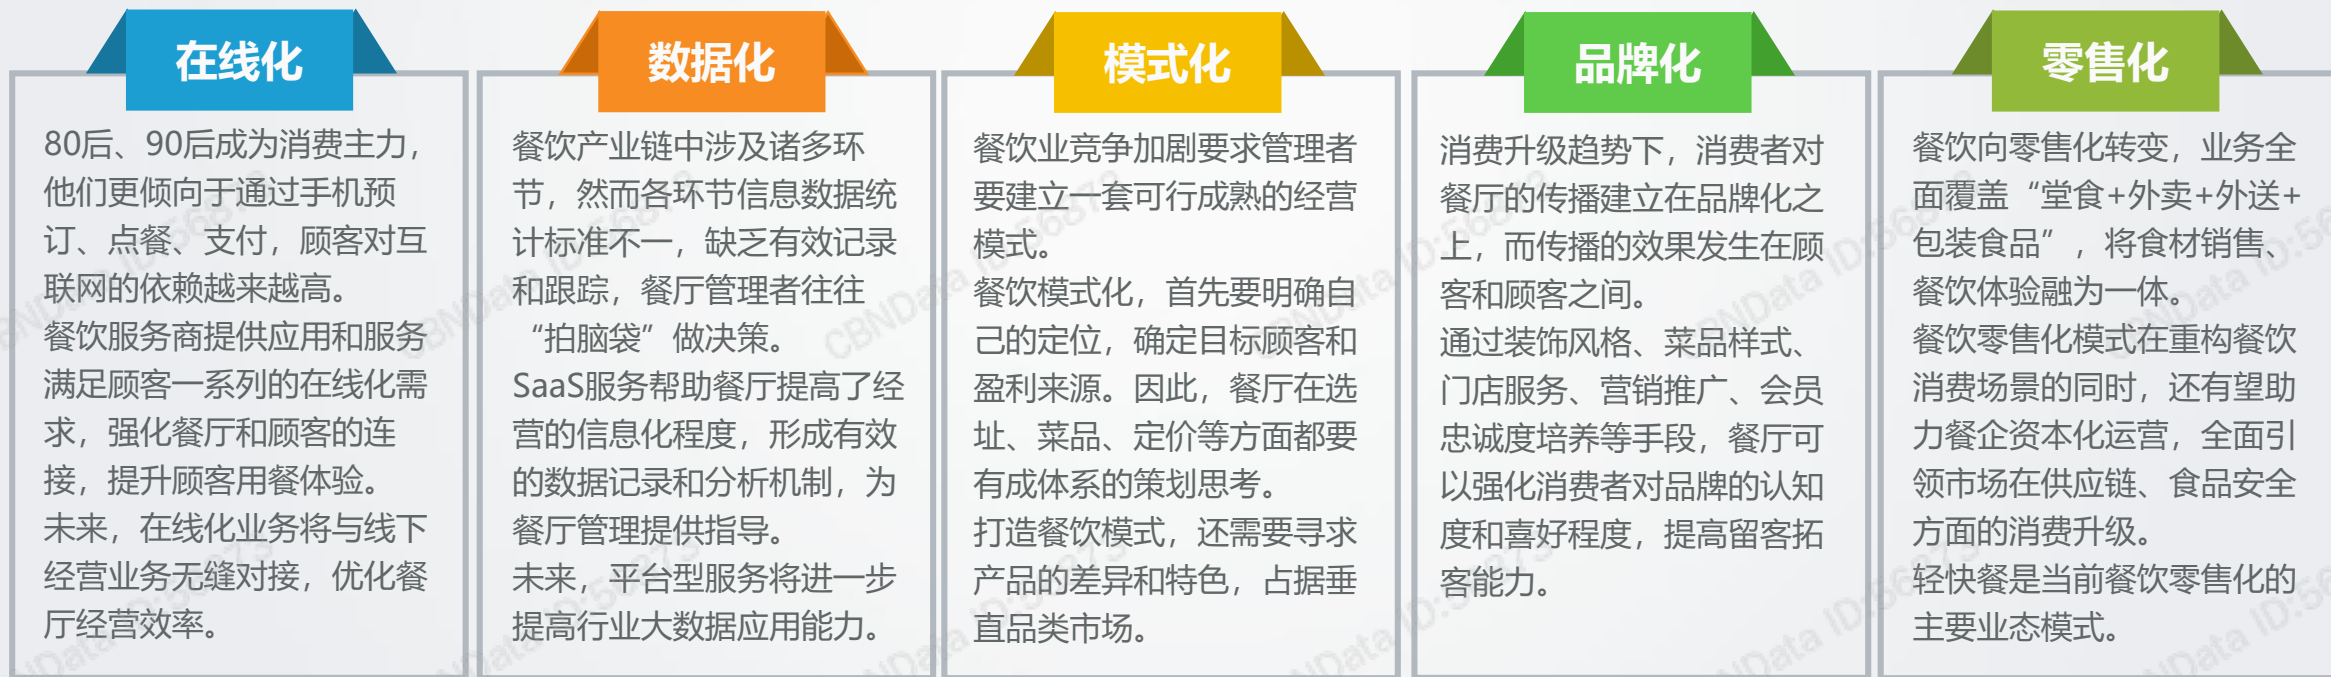 在线化
80后、90后成为消费主力，
他们更倾向于通过手机预
订、点餐、支付，顾客对互
联网的依赖越来越高。
餐饮服务商提供应用和服务
满足顾客一系列的在线化需
求，强化餐厅和顾客的连
接，提升顾客用餐体验。
未来，在线化业务将与线下
经营业务无缝对接，优化餐
厅经营效率。
数据化
餐饮产业链中涉及诸多环
节，然而各环节信息数据统
计标准不一，缺乏有效记录
和跟踪，餐厅管理者往往
“拍脑袋”做决策。
SaaS服务帮助餐厅提高了经
营的信息化程度，形成有效
的数据记录和分析机制，为
餐厅管理提供指导。
未来，平台型服务将进一步
提高行业大数据应用能力。
模式化
餐饮业竞争加剧要求管理者
要建立一套可行成熟的经营
模式。
餐饮模式化，首先要明确自
己的定位，确定目标顾客和
盈利来源。因此，餐厅在选
址、菜品、定价等方面都要
有成体系的策划思考。
打造餐饮模式，还需要寻求
产品的差异和特色，占据垂
直品类市场。
品牌化
消费升级趋势下，消费者对
餐厅的传播建立在品牌化之
上，而传播的效果发生在顾
客和顾客之间。
通过装饰风格、菜品样式、
门店服务、营销推广、会员
忠诚度培养等手段，餐厅可
以强化消费者对品牌的认知
度和喜好程度，提高留客拓
客能力。
零售化
餐饮向零售化转变，业务全
面覆盖“堂食+外卖+外送+
包装食品”，将食材销售、
餐饮体验融为一体。
餐饮零售化模式在重构餐饮
消费场景的同时，还有望助
力餐企资本化运营，全面引
领市场在供应链、食品安全
方面的消费升级。
轻快餐是当前餐饮零售化的
主要业态模式。
CBNData ID:56873